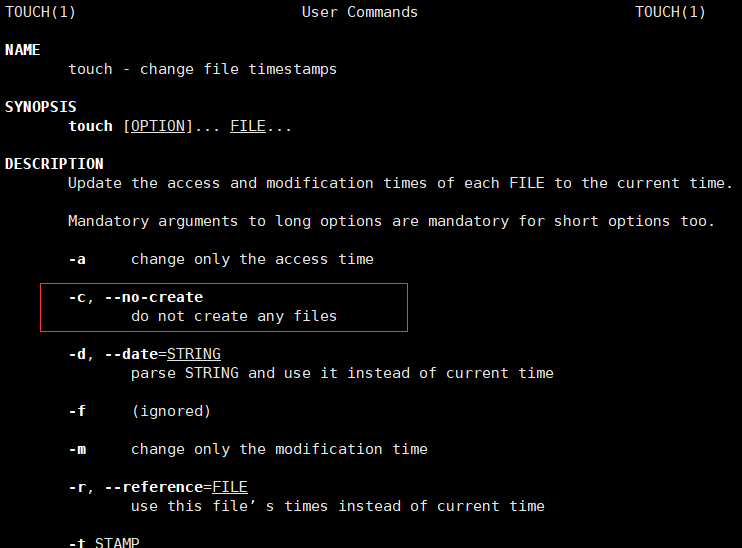 TOUCH(1) User Commands TOUCH(1)
NAME
touch - change file timestamps
SYNOPSIS
touch [OPTION]... FILE...
DESCRIPTION
Update the access and modification times of each FILE to the current time.
Mandatory arguments to long options are mandatory for short options too.
-a change only the access time
-c, --no-create
do not create any files
-d, --date=STRING
parse STRING and use it instead of current time
-f (ignored)
-m change only the modification time
-r, --reference=FILE
use this file’ s times instead of current time
-t STAMP